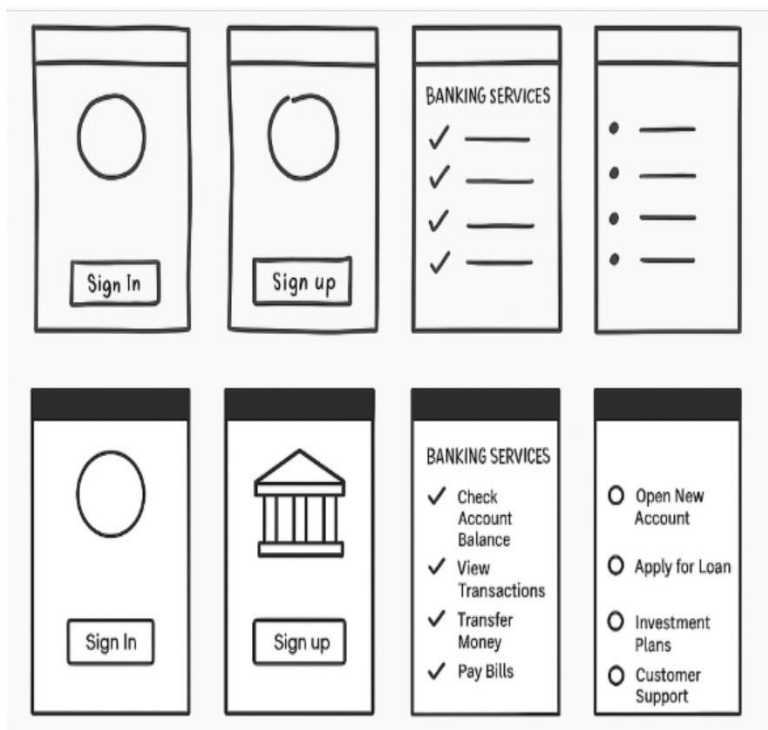 Sign In
Sign up
BANKING SERVICES
Sign In
Sign up
BANKING SERVICES
Check
Account
Balance
View
Transactions
Transfer
Money
Pay Bills
Open New
Account
Apply for Loan
Investment
Plans
Customer
Support